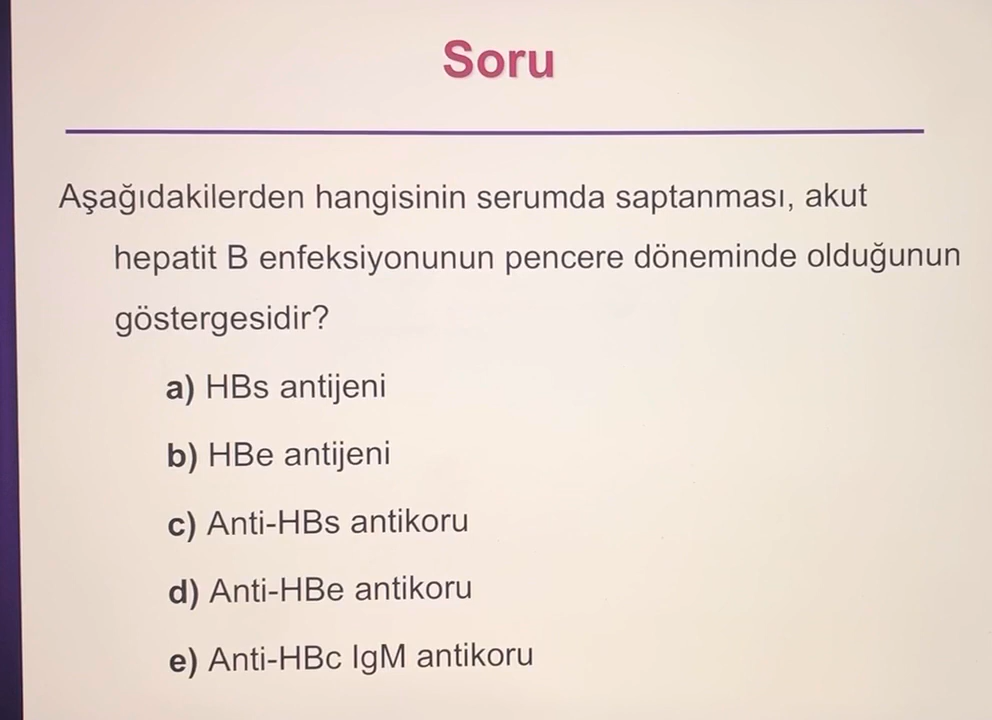 Soru
Aşağıdakilerden hangisinin serumda saptanması, akut
hepatit B enfeksiyonunun pencere döneminde olduğunun
göstergesidir?
a) HBs antijeni
b) HBe antijeni
c) Anti-HBs antikoru
d) Anti-HBe antikoru
e) Anti-HBc IgM antikoru